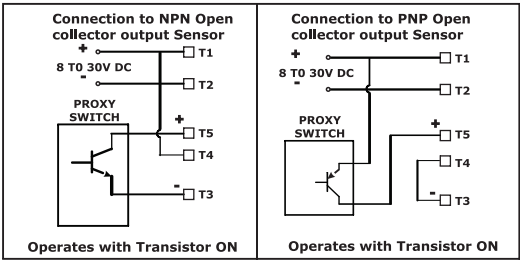 Connection to NPN Open
collector output Sensor
+
T1
8 T0 30V DC
-
T2
PROXY
SWITCH
+
T5
T4
-
T3
Operates with Transistor ON
Connection to PNP Open
collector output Sensor
+
T1
8 T0 30V DC
-
T2
PROXY
SWITCH
+
T5
T4
-
T3
Operates with Transistor ON